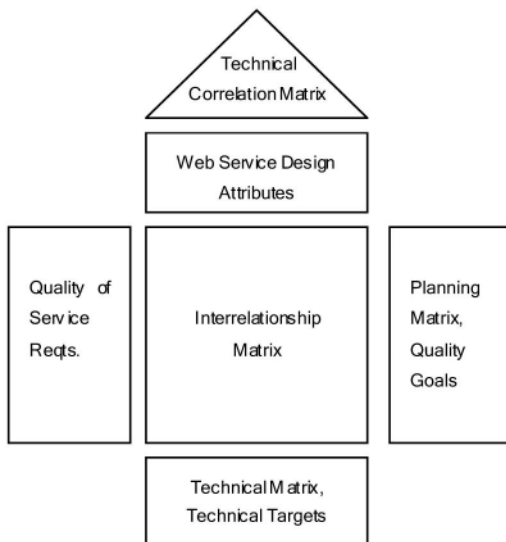 Technical
Correlation Matrix
Web Service Design
Attributes
Quality of
Service
Reqts.
Interrelationship
Matrix
Planning
Matrix,
Quality
Goals
Technical Matrix,
Technical Targets